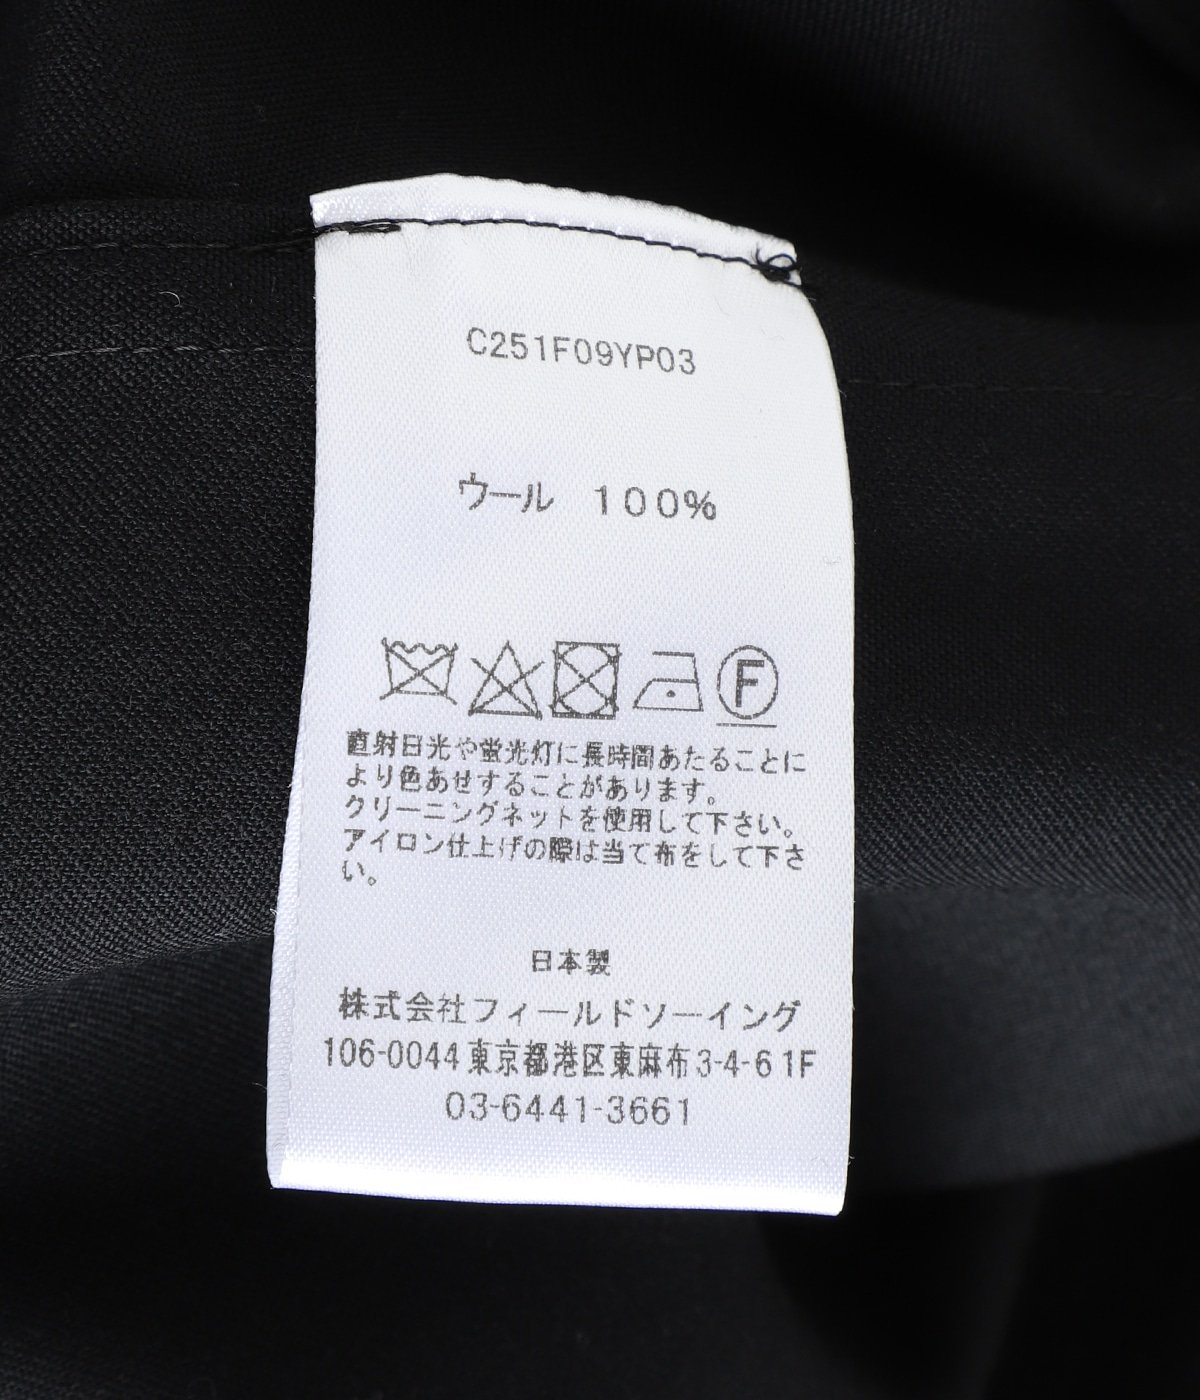 C251F09YP03
ウール １００％
F
直射日光や蛍光灯に長時間あたることに
より色あせすることがあります。
クリーニングネットを使用して下さい。
アイロン仕上げの際は当て布をして下さ
い。
日本製
株式会社フィールドソーイング
106-0044 東京都港区東麻布3-4-6 1F
03-6441-3661